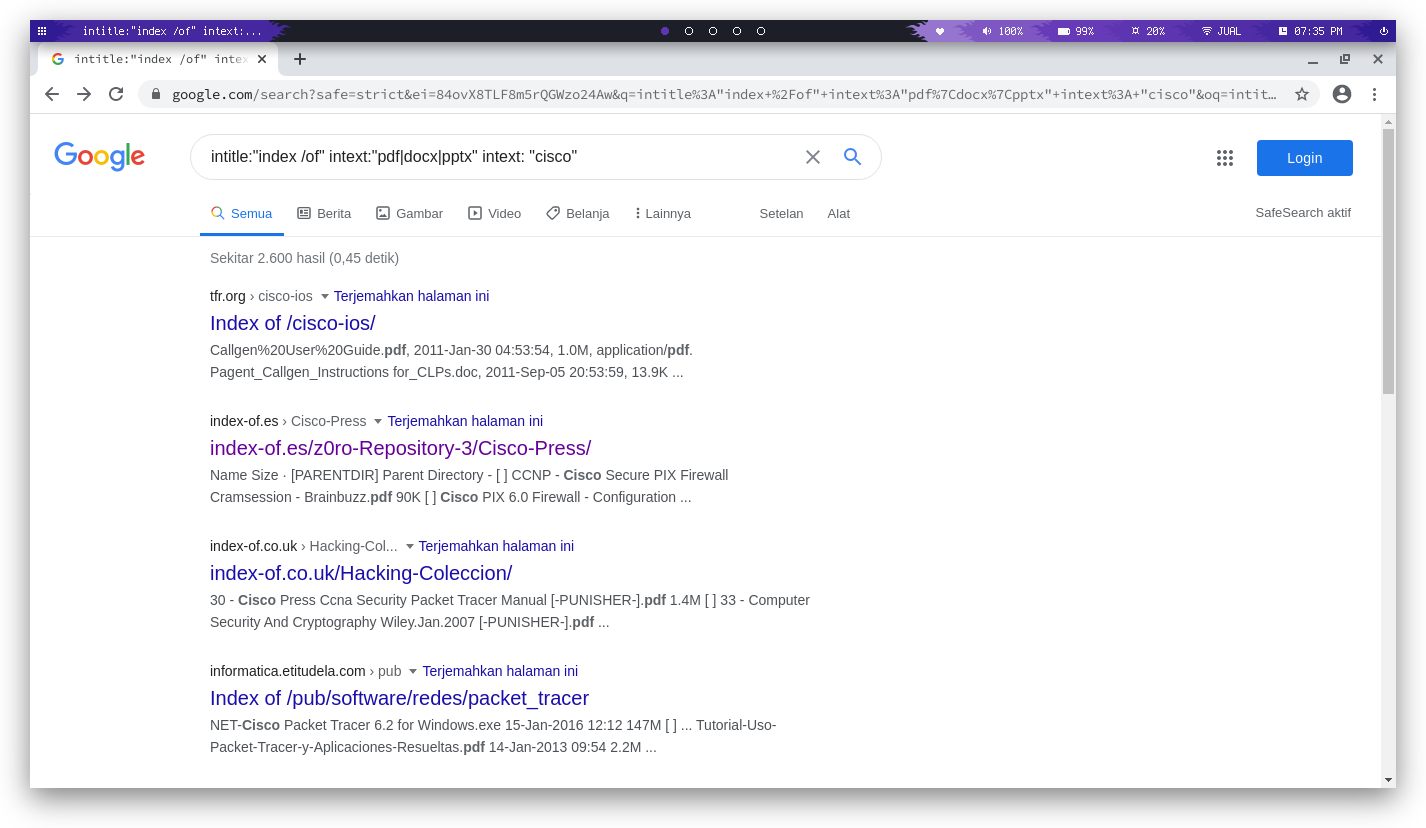 intitle:"index /of" intext:...
100%
99%
20%
JUAL
07:35 PM
intitle:"index /of" intex
google.com/search?safe=strict&ei=84ovX8TLF8m5rQGWzo24Aw&q=intitle%3A"index+%2Fof"+intext%3A"pdf%7Cdocx%7Cpptx"+intext%3A+"cisco"&oq=intit...
Google
intitle:"index /of" intext:"pdf|docx|pptx" intext: "cisco"
Login
Semua
Berita
Gambar
Video
Belanja
Lainnya
Setelan
Alat
SafeSearch aktif
Sekitar 2.600 hasil (0,45 detik)
tfr.org › cisco-ios Terjemahkan halaman ini
Index of /cisco-ios/
Callgen%20User%20Guide.pdf, 2011-Jan-30 04:53:54, 1.0M, application/pdf.
Pagent_Callgen_Instructions for_CLPs.doc, 2011-Sep-05 20:53:59, 13.9K ...
index-of.es › Cisco-Press Terjemahkan halaman ini
index-of.es/z0ro-Repository-3/Cisco-Press/
Name Size · [PARENTDIR] Parent Directory - [ ] CCNP - Cisco Secure PIX Firewall
Cramsession - Brainbuzz.pdf 90K [ ] Cisco PIX 6.0 Firewall - Configuration ...
index-of.co.uk › Hacking-Col... Terjemahkan halaman ini
index-of.co.uk/Hacking-Coleccion/
30 - Cisco Press Ccna Security Packet Tracer Manual [-PUNISHER-].pdf 1.4M [ ] 33 - Computer
Security And Cryptography Wiley.Jan.2007 [-PUNISHER-].pdf ...
informatica.etitudela.com › pub Terjemahkan halaman ini
Index of /pub/software/redes/packet_tracer
NET-Cisco Packet Tracer 6.2 for Windows.exe 15-Jan-2016 12:12 147M [ ] ... Tutorial-Uso-
Packet-Tracer-y-Aplicaciones-Resueltas.pdf 14-Jan-2013 09:54 2.2M ...